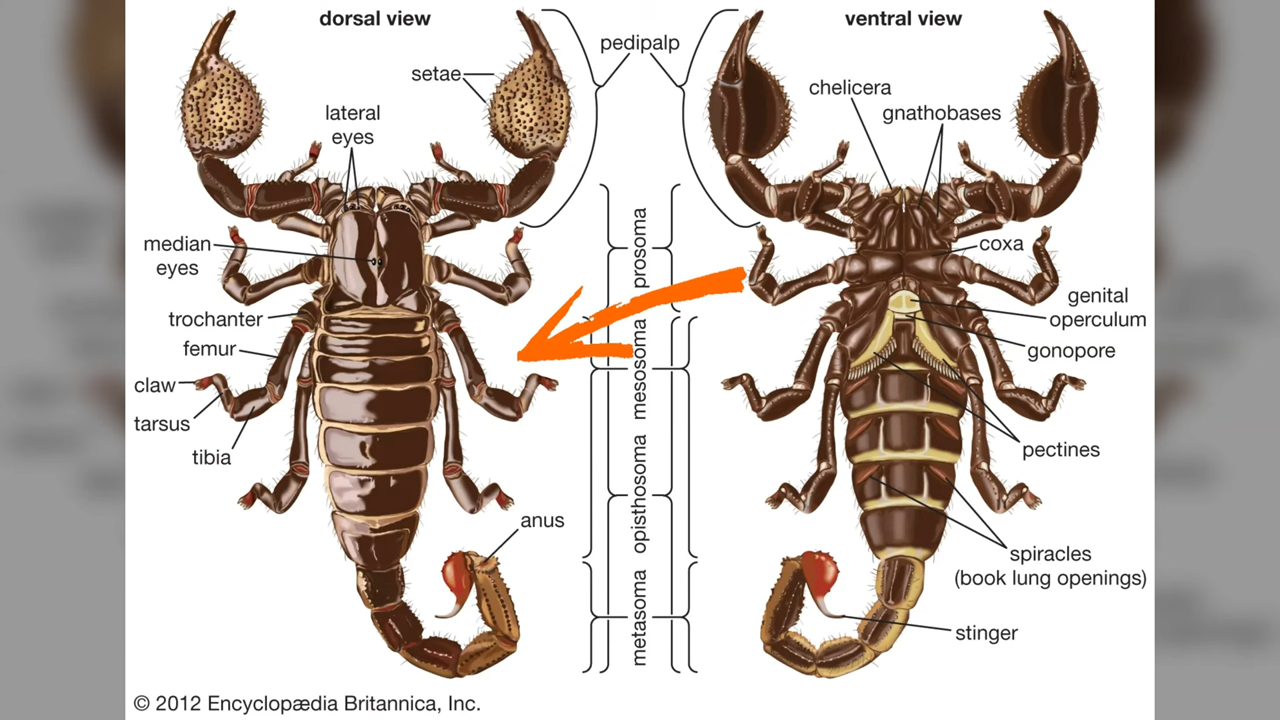 dorsal view
ventral view
pedipalp
setae
chelicera
lateral
eyes
gnathobases
median
eyes
coxa
prosoma
trochanter
femur
claw
tarsus
tibia
genital
operculum
gonopore
mesosoma
pectines
opisthosoma
anus
spiracles
(book lung openings)
metasoma
stinger
© 2012 Encyclopædia Britannica, Inc.